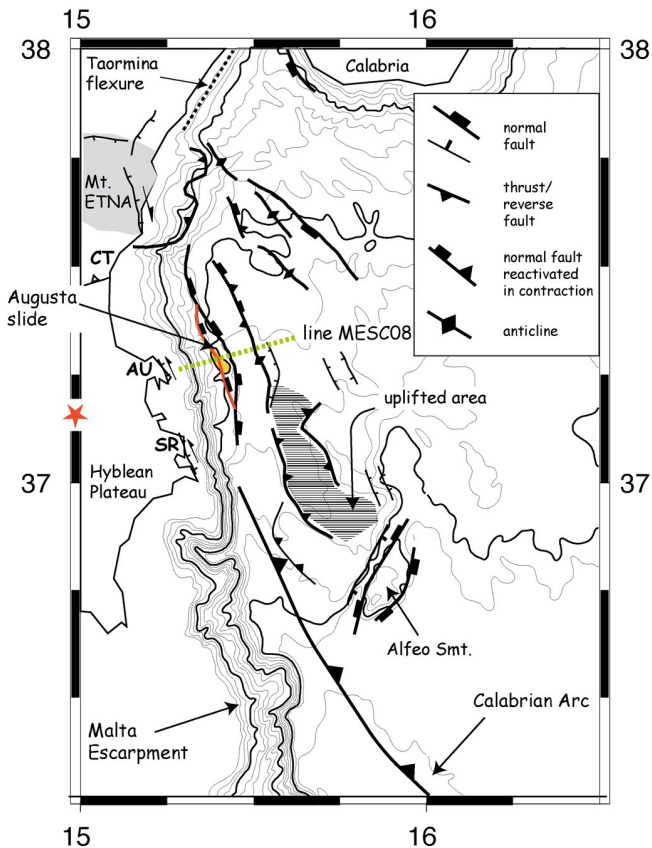 15
16
38
38
Taormina
flexure
Calabria
normal
fault
thrust/
reverse
fault
normal fault
reactivated
in contraction
anticline
Mt.
ETNA
CT
Augusta
slide
line MESC08
AU
uplifted area
SR
37
37
Hyblean
Plateau
Alfeo Smt.
Calabrian Arc
Malta
Escarpment
15
16